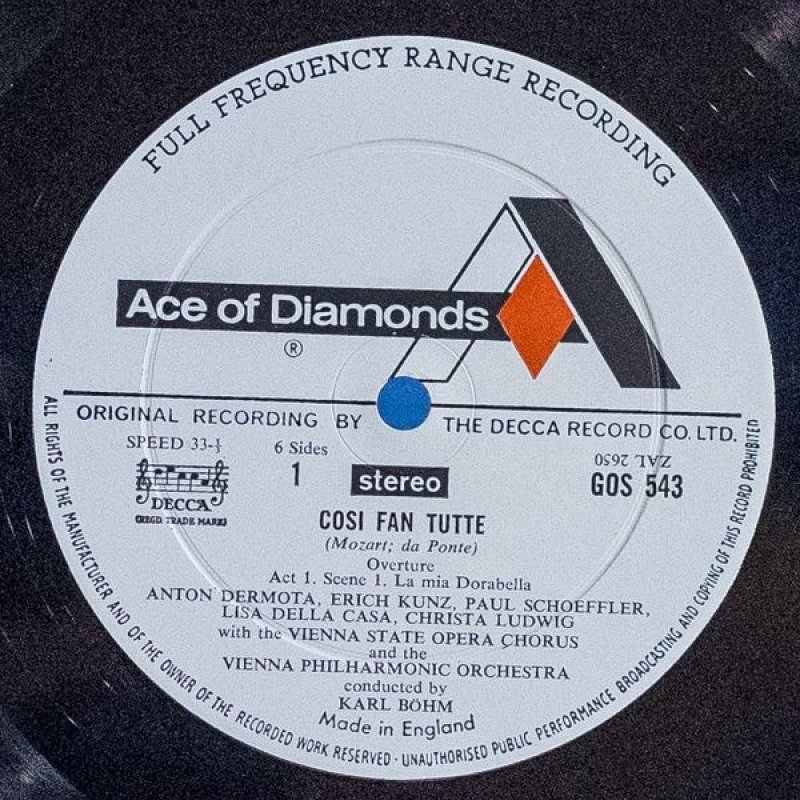 FULL FREQUENCY RANGE RECORDING
Ace of Diamonds
®
ORIGINAL RECORDING BY THE DECCA RECORD CO. LTD.
SPEED 33-⅓
6 Sides
1
stereo
ZAL 2650
GOS 543
DECCA
(REGD TRADE MARK)
COSI FAN TUTTE
(Mozart; da Ponte)
Overture
Act 1. Scene 1. La mia Dorabella
ANTON DERMOTA, ERICH KUNZ, PAUL SCHOEFFLER,
LISA DELLA CASA, CHRISTA LUDWIG
with the VIENNA STATE OPERA CHORUS
and the
VIENNA PHILHARMONIC ORCHESTRA
conducted by
KARL BÖHM
Made in England
ALL RIGHTS OF THE MANUFACTURER AND OF THE OWNER OF THE RECORDED WORK RESERVED · UNAUTHORISED PUBLIC PERFORMANCE BROADCASTING AND COPYING OF THIS RECORD PROHIBITED